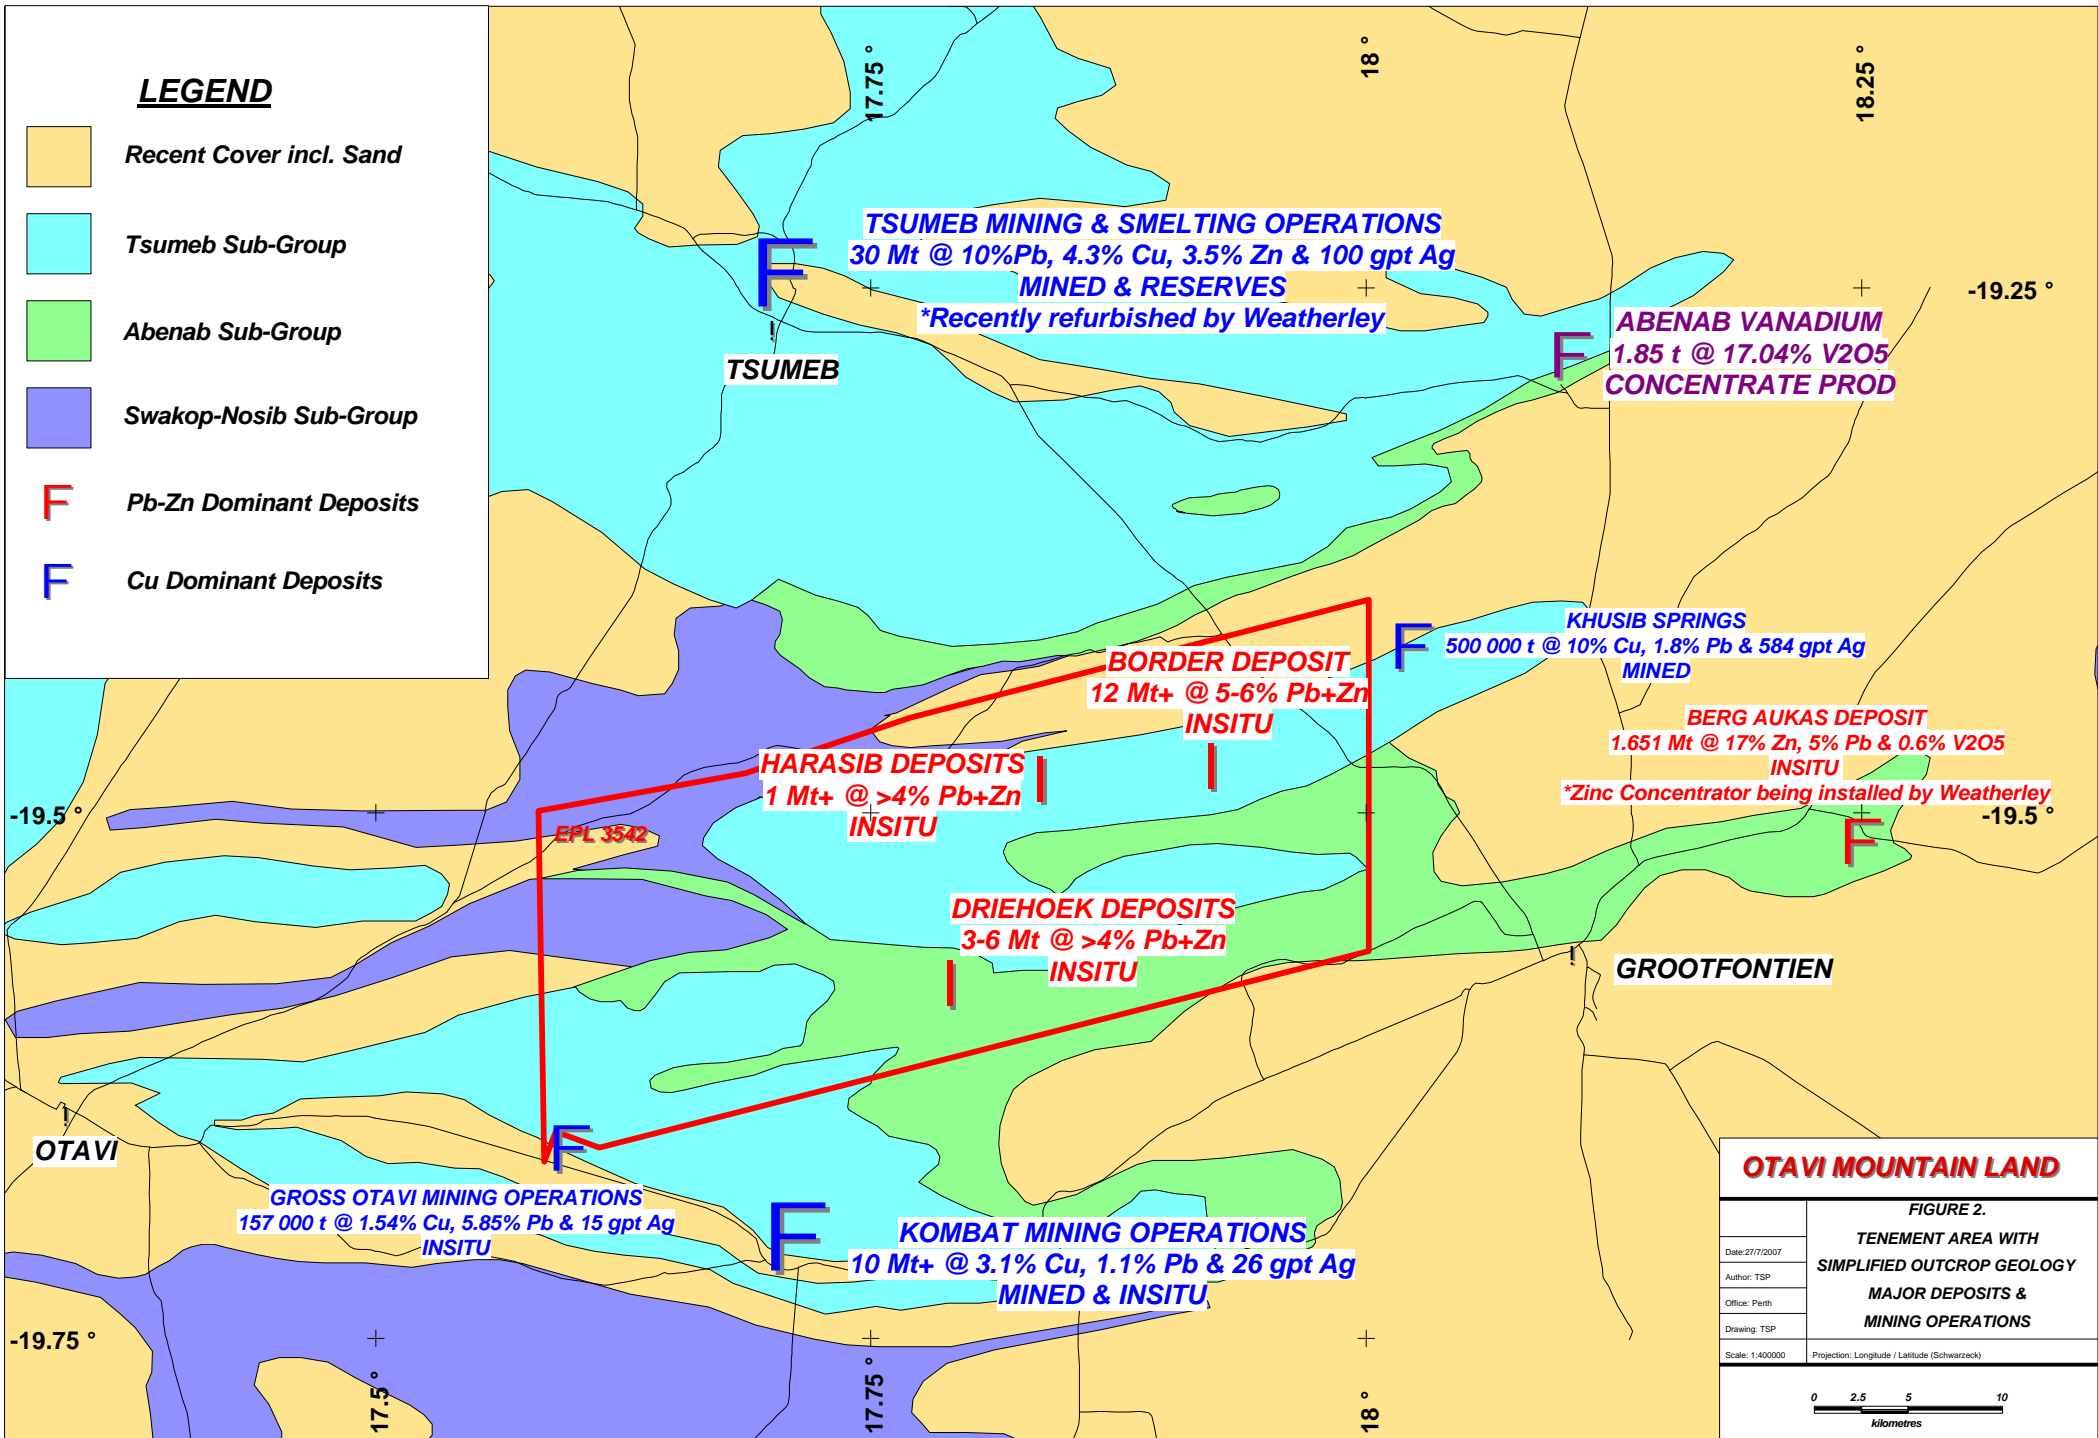 LEGEND
Recent Cover incl. Sand
Tsumeb Sub-Group
Abenab Sub-Group
Swakop-Nosib Sub-Group
F Pb-Zn Dominant Deposits
F Cu Dominant Deposits
17.75 °
18 °
18.25 °
TSUMEB MINING & SMELTING OPERATIONS
30 Mt @ 10%Pb, 4.3% Cu, 3.5% Zn & 100 gpt Ag
MINED & RESERVES
*Recently refurbished by Weatherley
F
!
TSUMEB
-19.25 °
F
ABENAB VANADIUM
1.85 t @ 17.04% V2O5
CONCENTRATE PROD
F
KHUSIB SPRINGS
500 000 t @ 10% Cu, 1.8% Pb & 584 gpt Ag
MINED
BORDER DEPOSIT
12 Mt+ @ 5-6% Pb+Zn
INSITU
BERG AUKAS DEPOSIT
1.651 Mt @ 17% Zn, 5% Pb & 0.6% V2O5
INSITU
*Zinc Concentrator being installed by Weatherley
F
HARASIB DEPOSITS
1 Mt+ @ >4% Pb+Zn
INSITU
-19.5 °
-19.5 °
EPL 3542
DRIEHOEK DEPOSITS
3-6 Mt @ >4% Pb+Zn
INSITU
!
GROOTFONTIEN
!
OTAVI
F
GROSS OTAVI MINING OPERATIONS
157 000 t @ 1.54% Cu, 5.85% Pb & 15 gpt Ag
INSITU
F
KOMBAT MINING OPERATIONS
10 Mt+ @ 3.1% Cu, 1.1% Pb & 26 gpt Ag
MINED & INSITU
-19.75 °
17.5 °
17.75 °
18 °
OTAVI MOUNTAIN LAND
FIGURE 2.
TENEMENT AREA WITH
SIMPLIFIED OUTCROP GEOLOGY
MAJOR DEPOSITS &
MINING OPERATIONS
Date:27/7/2007
Author: TSP
Office: Perth
Drawing: TSP
Scale: 1:400000
Projection: Longitude / Latitude (Schwarzeck)
0 2.5 5 10
kilometres